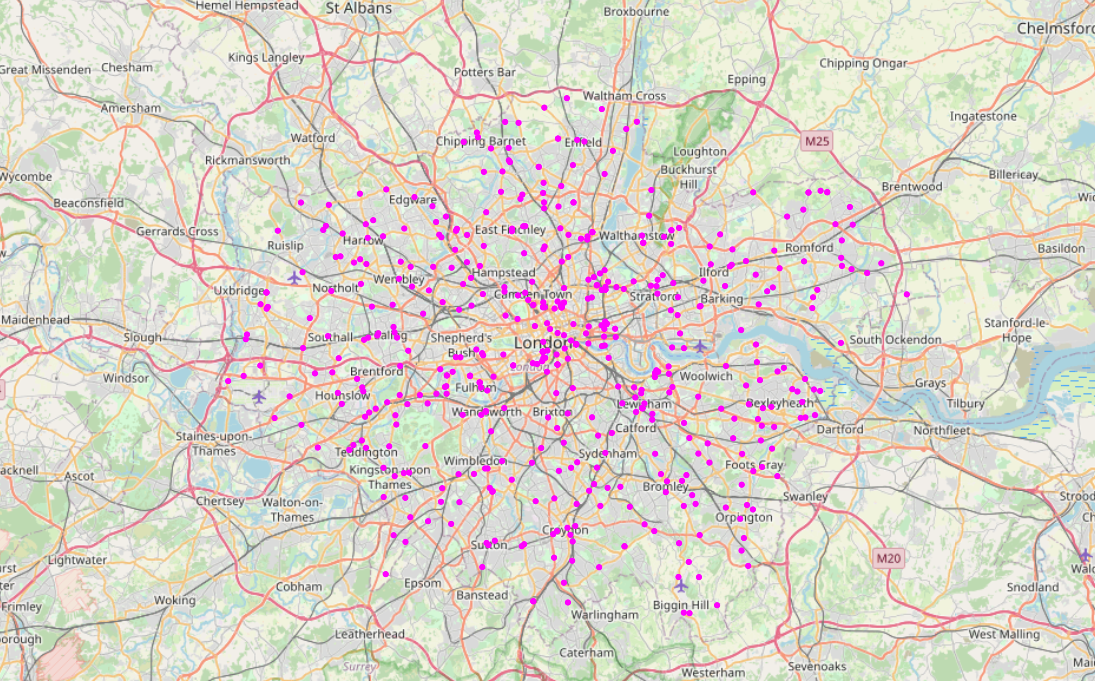 Hemel Hempstead
St Albans
Broxbourne
Chelmsford
Kings Langley
Great Missenden
Chesham
Potters Bar
Epping
Chipping Ongar
Waltham Cross
Amersham
Ingatestone
Watford
Chipping Barnet
Enfield
M25
Loughton
Rickmansworth
Buckhurst
Hill
Wycombe
Billericay
Brentwood
Beaconsfield
Edgware
Gerrards Cross
East Finchley
Walthamstow
Ruislip
Harrow
Romford
Basildon
Hampstead
Ilford
Wembley
Uxbridge
Northolt
Camden Town
Stratford
Barking
Maidenhead
Slough
Southall
Ealing
Shepherd's
Bush
London
South Ockendon
Stanford-le-
Hope
Windsor
Brentford
Woolwich
Grays
Fulham
Hounslow
Tilbury
Wandsworth
Brixton
Lewisham
Bexleyheath
Catford
Dartford
Northfleet
Staines-upon-
Thames
Teddington
Sydenham
Wimbledon
Foots Cray
Kingston upon
Thames
Ascot
Bromley
Swanley
Chertsey
Walton-on-
Thames
Orpington
Croydon
Sutton
Lightwater
M20
Epsom
Cobham
Banstead
Snodland
Woking
Frimley
Biggin Hill
Warlingham
Leatherhead
West Malling
Caterham
Surrey
Westerham
Sevenoaks